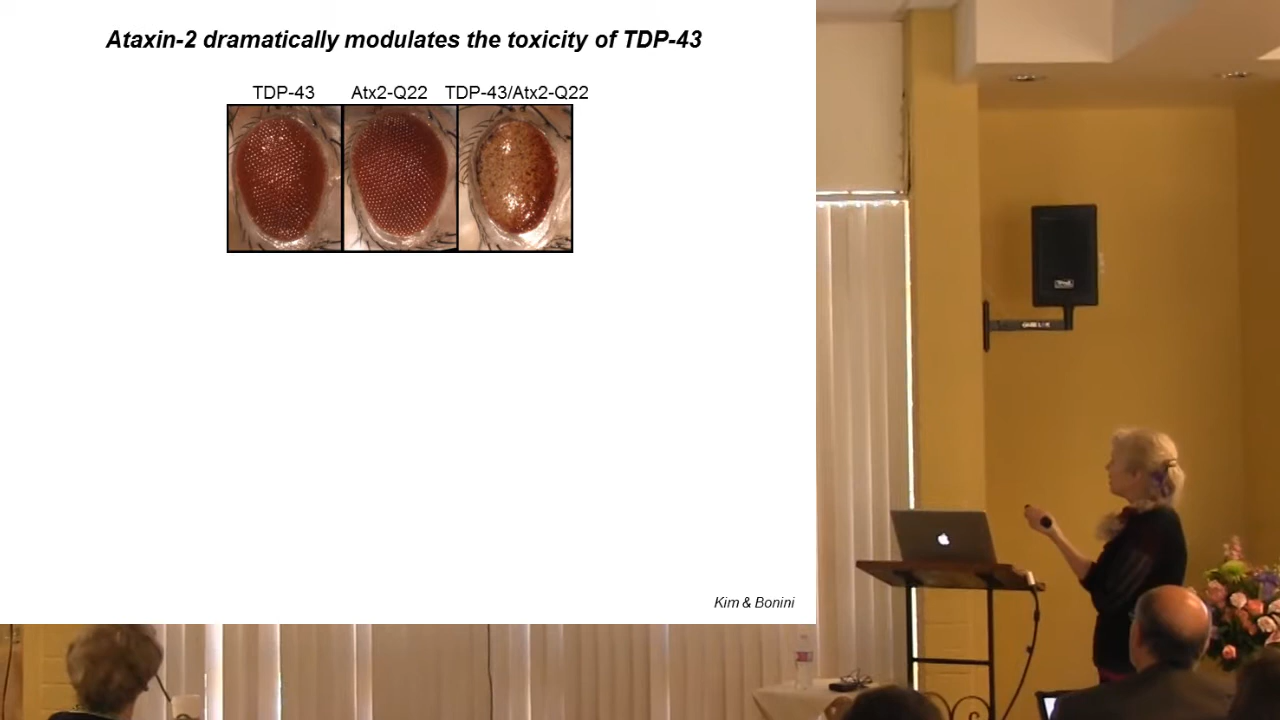 Ataxin-2 dramatically modulates the toxicity of TDP-43
TDP-43 Atx2-Q22 TDP-43/Atx2-Q22
Kim & Bonini